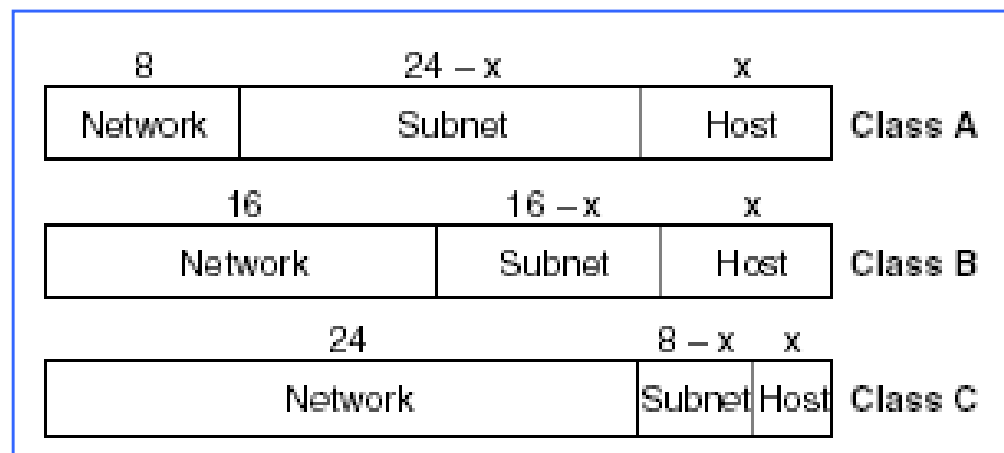 8 24 – x x
Network Subnet Host Class A
16 16 – x x
Network Subnet Host Class B
24 8 – x x
Network Subnet Host Class C